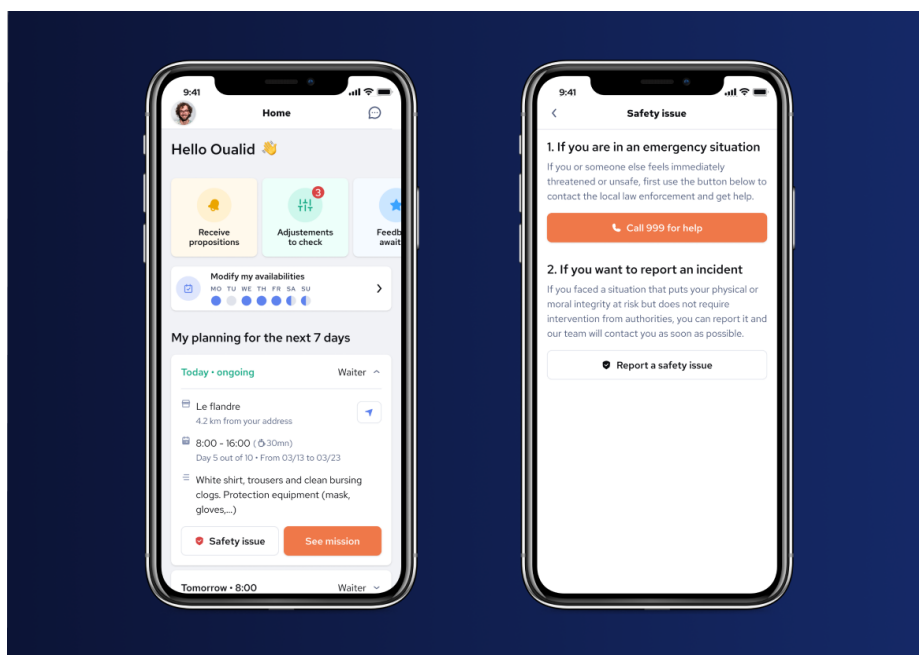 9:41
Home
Hello Oualid 👋
3
Receive
propositions
Adjustements
to check
Feedb
await
Modify my availabilities
MO TU WE TH FR SA SU
My planning for the next 7 days
Today • ongoing
Waiter
Le flandre
4.2 km from your address
8:00 - 16:00 (30mn)
Day 5 out of 10 • From 03/13 to 03/23
White shirt, trousers and clean bursing
clogs. Protection equipment (mask,
gloves,...)
Safety issue
See mission
Tomorrow • 8:00
Waiter
9:41
Safety issue
1. If you are in an emergency situation
If you or someone else feels immediately
threatened or unsafe, first use the button below to
contact the local law enforcement and get help.
Call 999 for help
2. If you want to report an incident
If you faced a situation that puts your physical or
moral integrity at risk but does not require
intervention from authorities, you can report it and
our team will contact you as soon as possible.
Report a safety issue